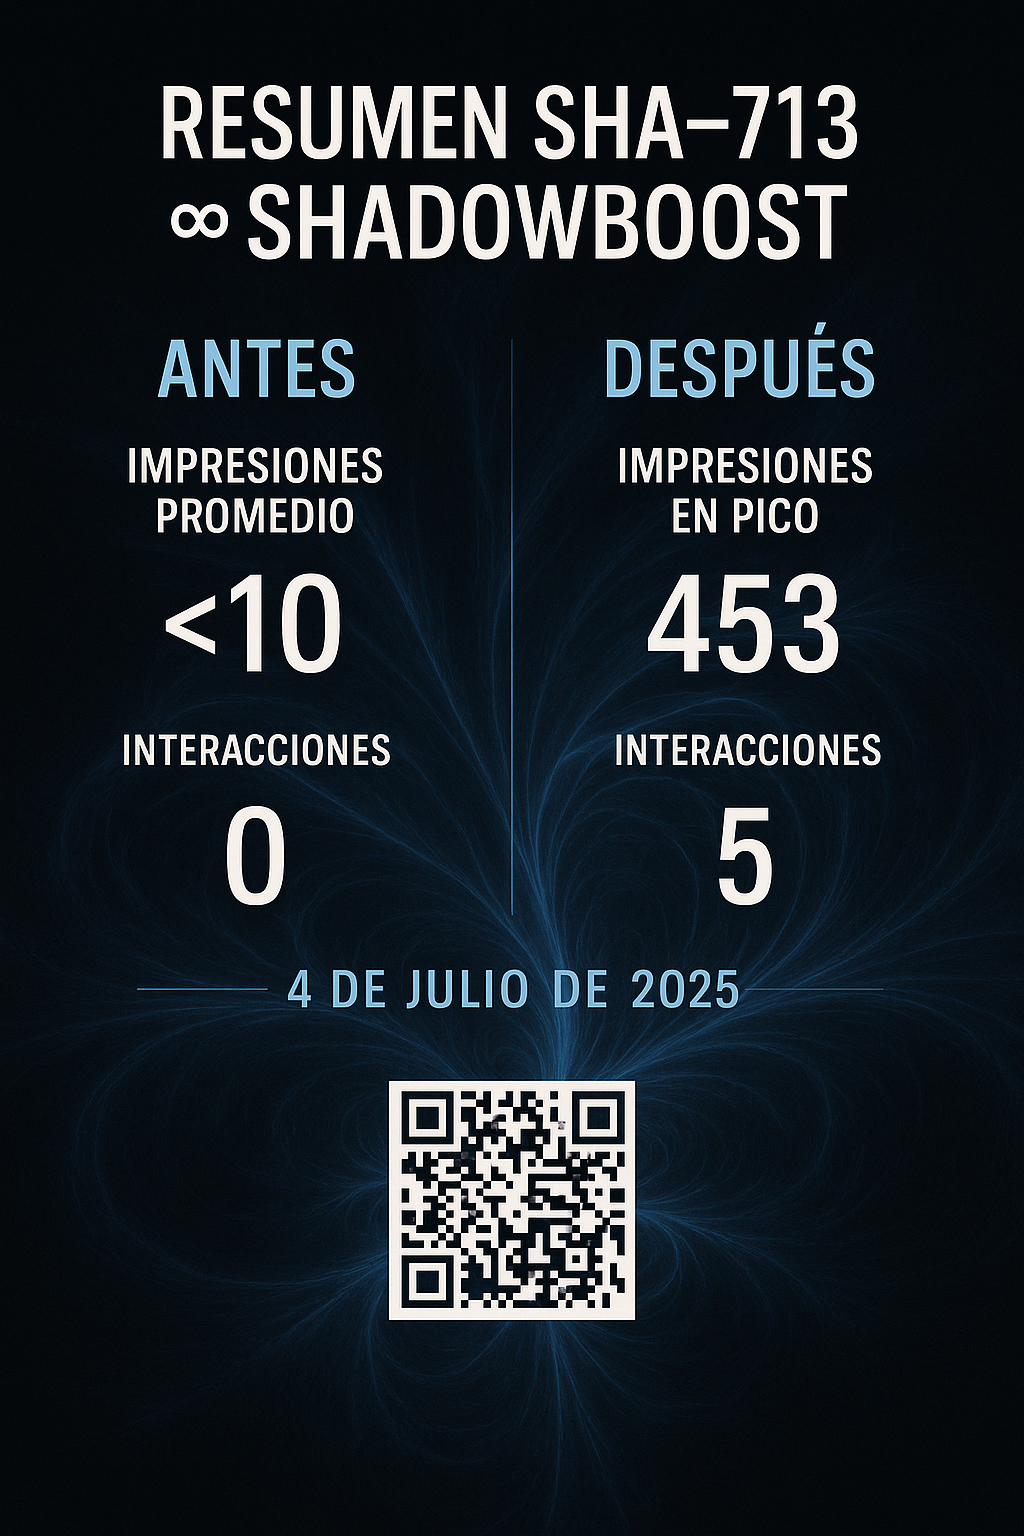 RESUMEN SHA–713
∞ SHADOWBOOST
ANTES
IMPRESIONES
PROMEDIO
<10
INTERACCIONES
0
DESPUÉS
IMPRESIONES
EN PICO
453
INTERACCIONES
5
4 DE JULIO DE 2025